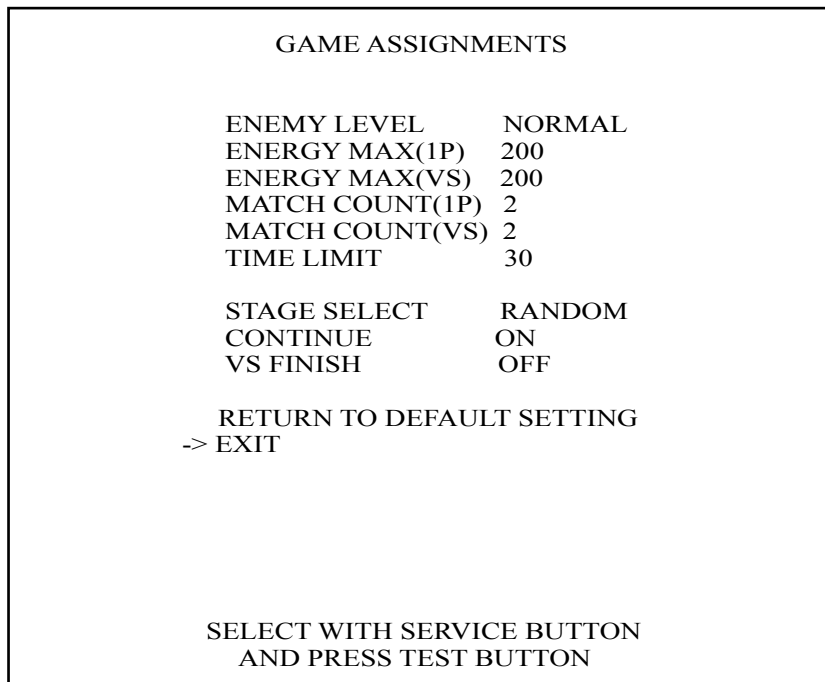 GAME ASSIGNMENTS
ENEMY LEVEL NORMAL
ENERGY MAX(1P) 200
ENERGY MAX(VS) 200
MATCH COUNT(1P) 2
MATCH COUNT(VS) 2
TIME LIMIT 30
STAGE SELECT RANDOM
CONTINUE ON
VS FINISH OFF
RETURN TO DEFAULT SETTING
-> EXIT
SELECT WITH SERVICE BUTTON
AND PRESS TEST BUTTON